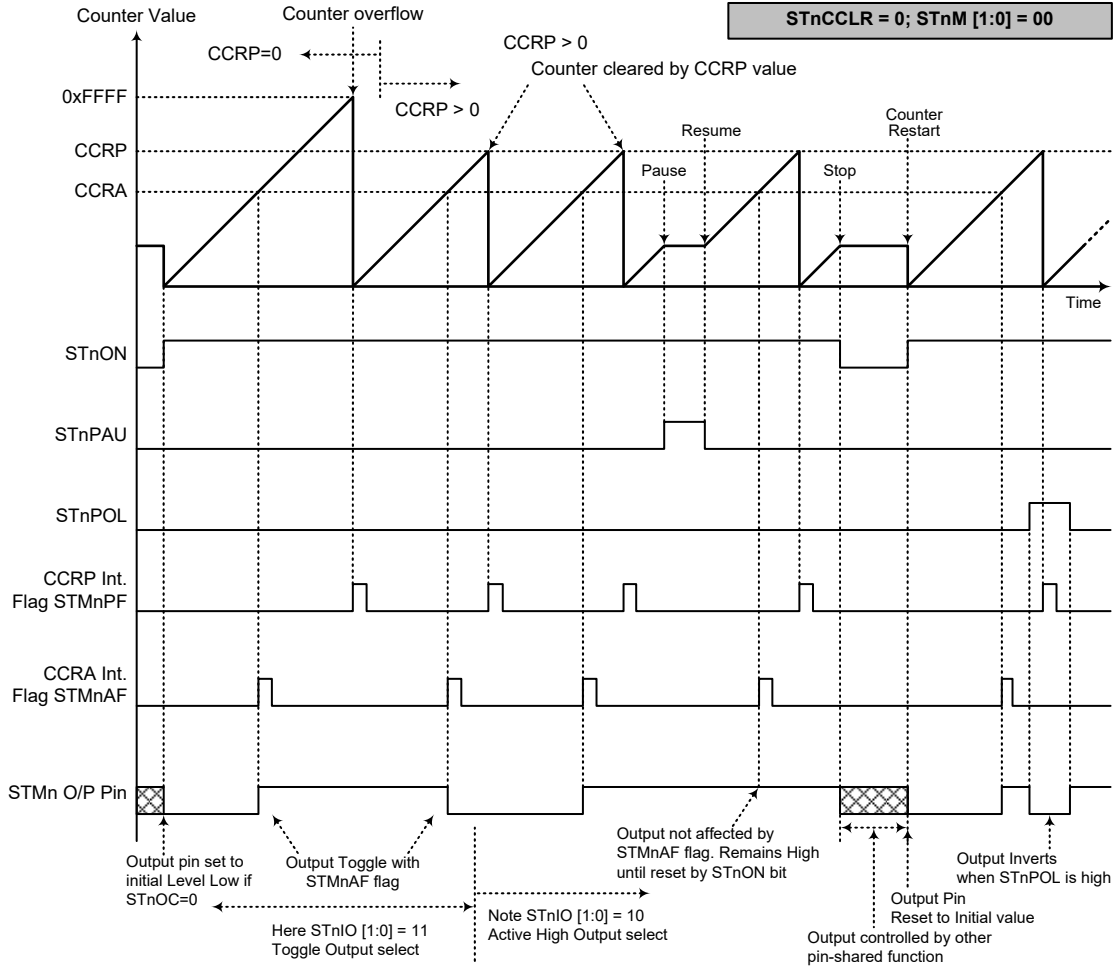 STnCCLR = 0; STnM [1:0] = 00
Counter Value
Counter overflow
CCRP=0
CCRP > 0
CCRP > 0
Counter cleared by CCRP value
0xFFFF
CCRP
CCRA
Pause
Resume
Stop
Counter
Restart
Time
STnON
STnPAU
STnPOL
CCRP Int.
Flag STMnPF
CCRA Int.
Flag STMnAF
STMn O/P Pin
Output pin set to
initial Level Low if
STnOC=0
Output Toggle with
STMnAF flag
Here STnIO [1:0] = 11
Toggle Output select
Note STnIO [1:0] = 10
Active High Output select
Output not affected by
STMnAF flag. Remains High
until reset by STnON bit
Output controlled by other
pin-shared function
Output Pin
Reset to Initial value
Output Inverts
when STnPOL is high